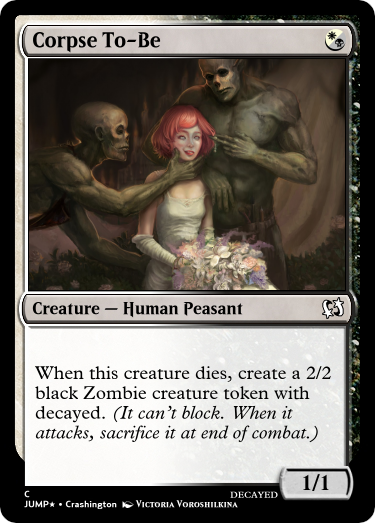 Corpse To-Be
Creature — Human Peasant
When this creature dies, create a 2/2
black Zombie creature token with
decayed. (It can't block. When it
attacks, sacrifice it at end of combat.)
1/1
C
DECAYED
JUMP★ • Crashington Victoria Voroshilkina